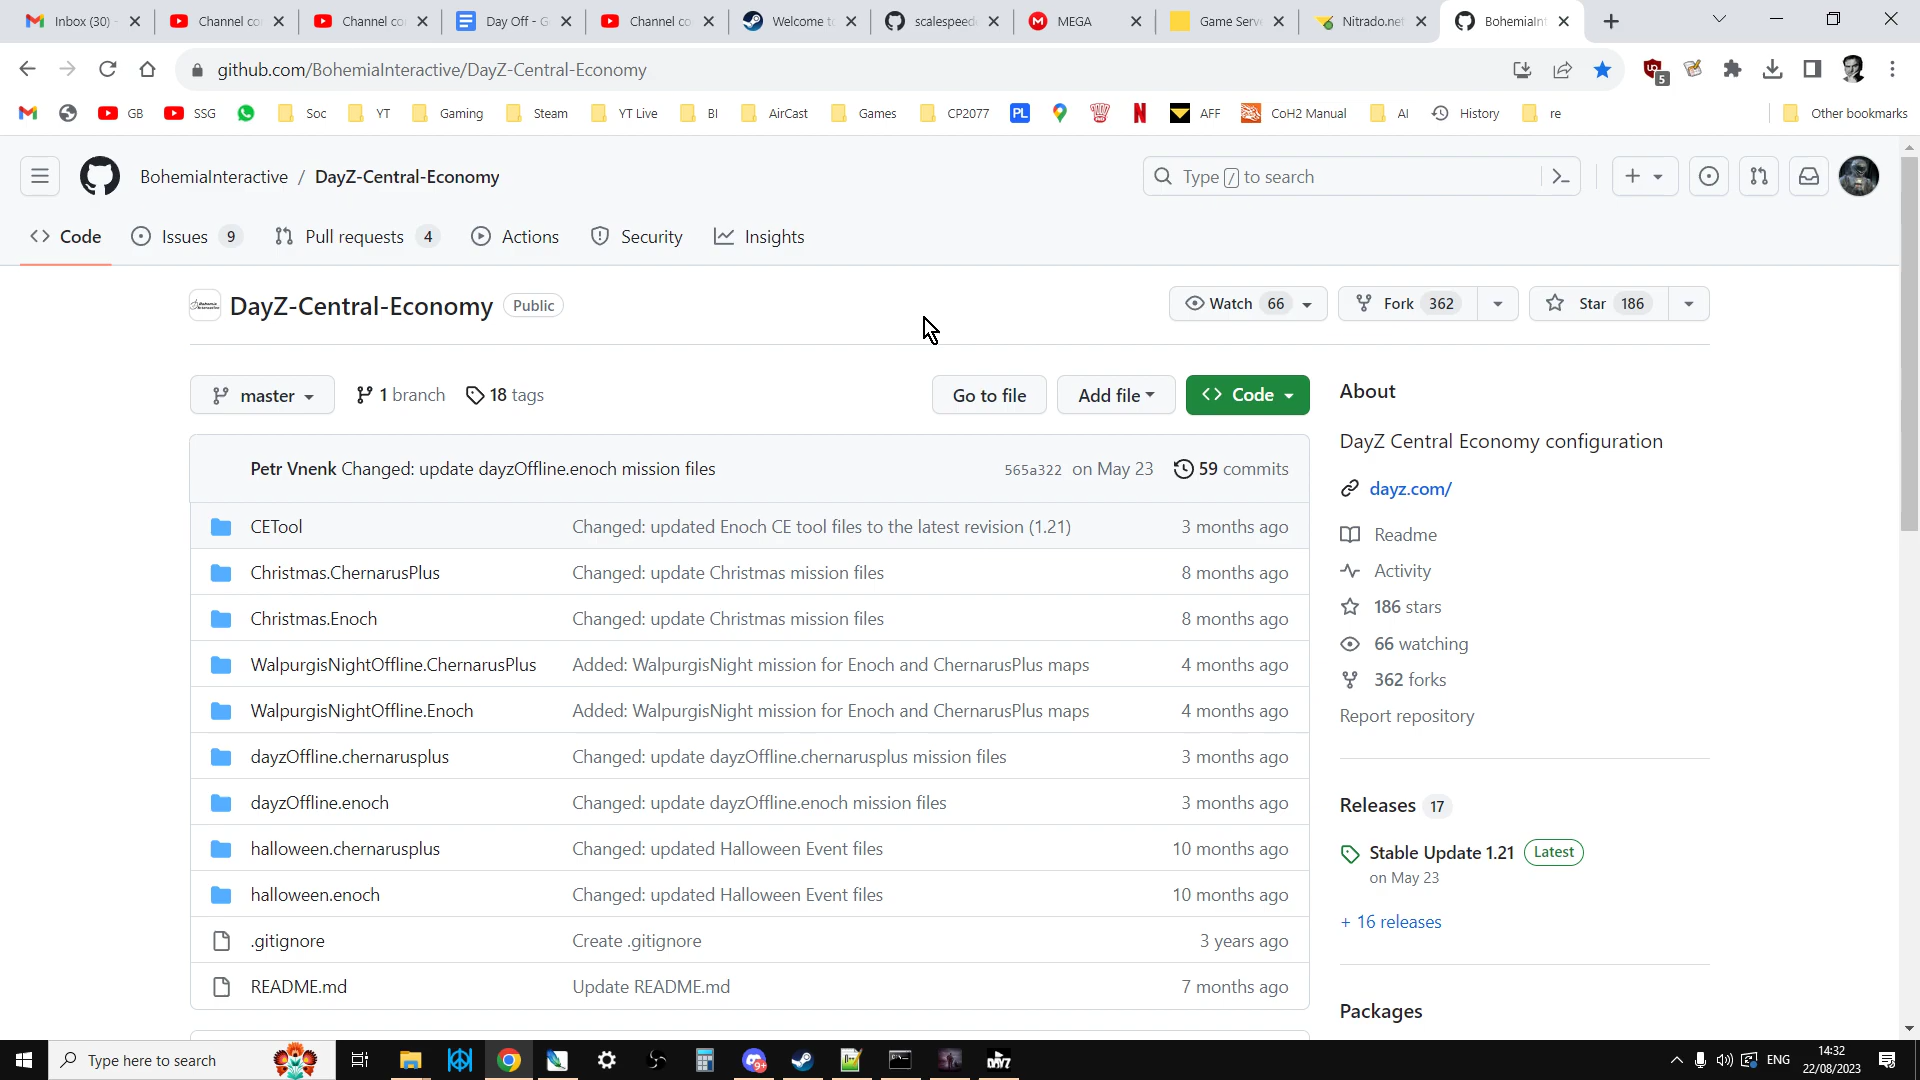 Inbox (30) -
Channel co
Channel co
Day Off - G
Channel co
Welcome to
scalespeede
MEGA
Game Serve
Nitrado.net
BohemiaInt
github.com/BohemiaInteractive/DayZ-Central-Economy
5
GB
SSG
Soc
YT
Gaming
Steam
YT Live
BI
AirCast
Games
CP2077
PL
AFF
CoH2 Manual
AI
History
re
Other bookmarks
BohemiaInteractive / DayZ-Central-Economy
Type / to search
Code
Issues 9
Pull requests 4
Actions
Security
Insights
DayZ-Central-Economy Public
Watch 66
Fork 362
Star 186
master
1 branch
18 tags
Go to file
Add file
Code
Petr Vnenk Changed: update dayzOffline.enoch mission files 565a322 on May 23 59 commits
CETool Changed: updated Enoch CE tool files to the latest revision (1.21) 3 months ago
Christmas.ChernarusPlus Changed: update Christmas mission files 8 months ago
Christmas.Enoch Changed: update Christmas mission files 8 months ago
WalpurgisNightOffline.ChernarusPlus Added: WalpurgisNight mission for Enoch and ChernarusPlus maps 4 months ago
WalpurgisNightOffline.Enoch Added: WalpurgisNight mission for Enoch and ChernarusPlus maps 4 months ago
dayzOffline.chernarusplus Changed: update dayzOffline.chernarusplus mission files 3 months ago
dayzOffline.enoch Changed: update dayzOffline.enoch mission files 3 months ago
halloween.chernarusplus Changed: updated Halloween Event files 10 months ago
halloween.enoch Changed: updated Halloween Event files 10 months ago
.gitignore Create .gitignore 3 years ago
README.md Update README.md 7 months ago
About
DayZ Central Economy configuration
dayz.com/
Readme
Activity
186 stars
66 watching
362 forks
Report repository
Releases 17
Stable Update 1.21 Latest
on May 23
+ 16 releases
Packages
Type here to search
9+
DAYZ
ENG
14:32
22/08/2023